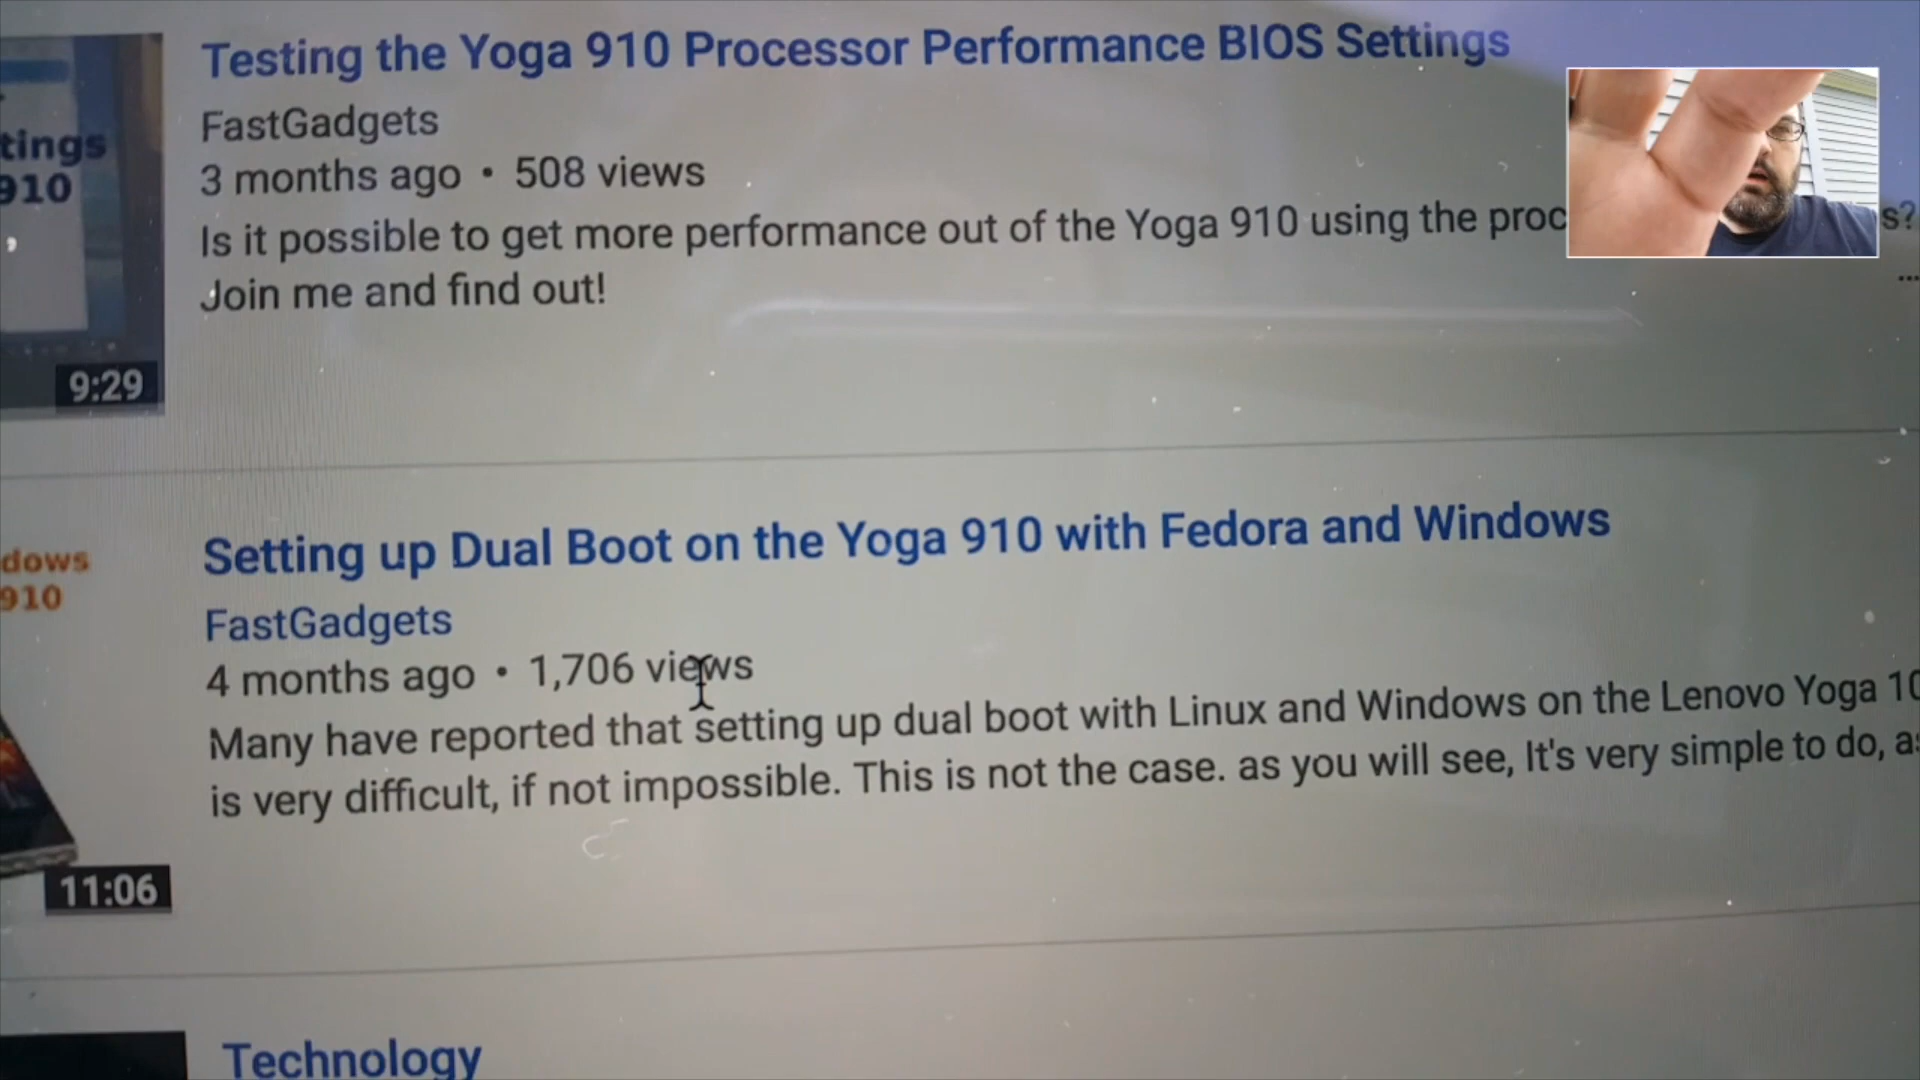 Testing the Yoga 910 Processor Performance BIOS Settings
FastGadgets
3 months ago • 508 views
Is it possible to get more performance out of the Yoga 910 using the proc s?
Join me and find out! ...
tings
910
9:29
Setting up Dual Boot on the Yoga 910 with Fedora and Windows
FastGadgets
4 months ago • 1,706 views
Many have reported that setting up dual boot with Linux and Windows on the Lenovo Yoga 10
is very difficult, if not impossible. This is not the case. as you will see, It's very simple to do, as
dows
910
11:06
Technology